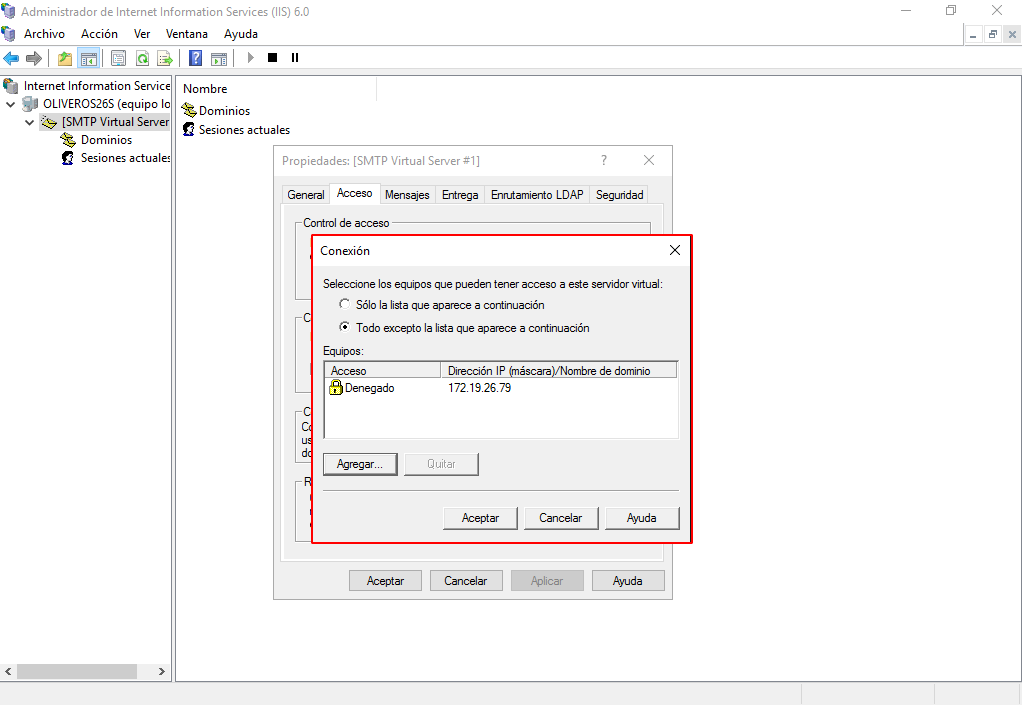 Administrador de Internet Information Services (IIS) 6.0
Archivo Acción Ver Ventana Ayuda
Internet Information Service
OLIVEROS26S (equipo lo
[SMTP Virtual Server
Dominios
Sesiones actuales
Nombre
Dominios
Sesiones actuales
Propiedades: [SMTP Virtual Server #1]
General Acceso Mensajes Entrega Enrutamiento LDAP Seguridad
Control de acceso
Conexión
Seleccione los equipos que pueden tener acceso a este servidor virtual:
Sólo la lista que aparece a continuación
Todo excepto la lista que aparece a continuación
Equipos:
Acceso Dirección IP (máscara)/Nombre de dominio
Denegado 172.19.26.79
Agregar... Quitar
Aceptar Cancelar Ayuda
Aceptar Cancelar Aplicar Ayuda